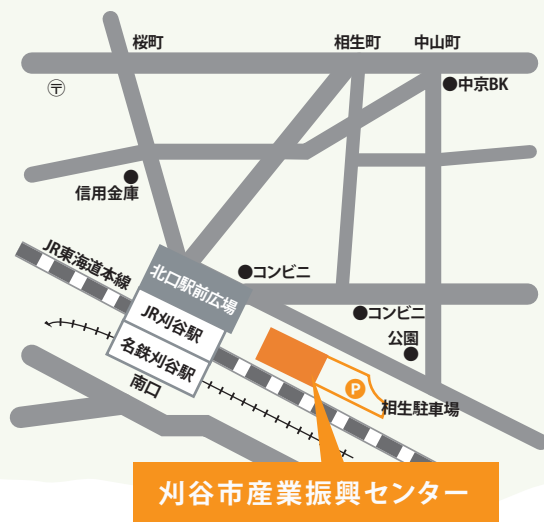 桜町
相生町
中山町
〒
中京BK
信用金庫
JR東海道本線
北口駅前広場
コンビニ
JR刈谷駅
コンビニ
名鉄刈谷駅
公園
南口
P
相生駐車場
刈谷市産業振興センター